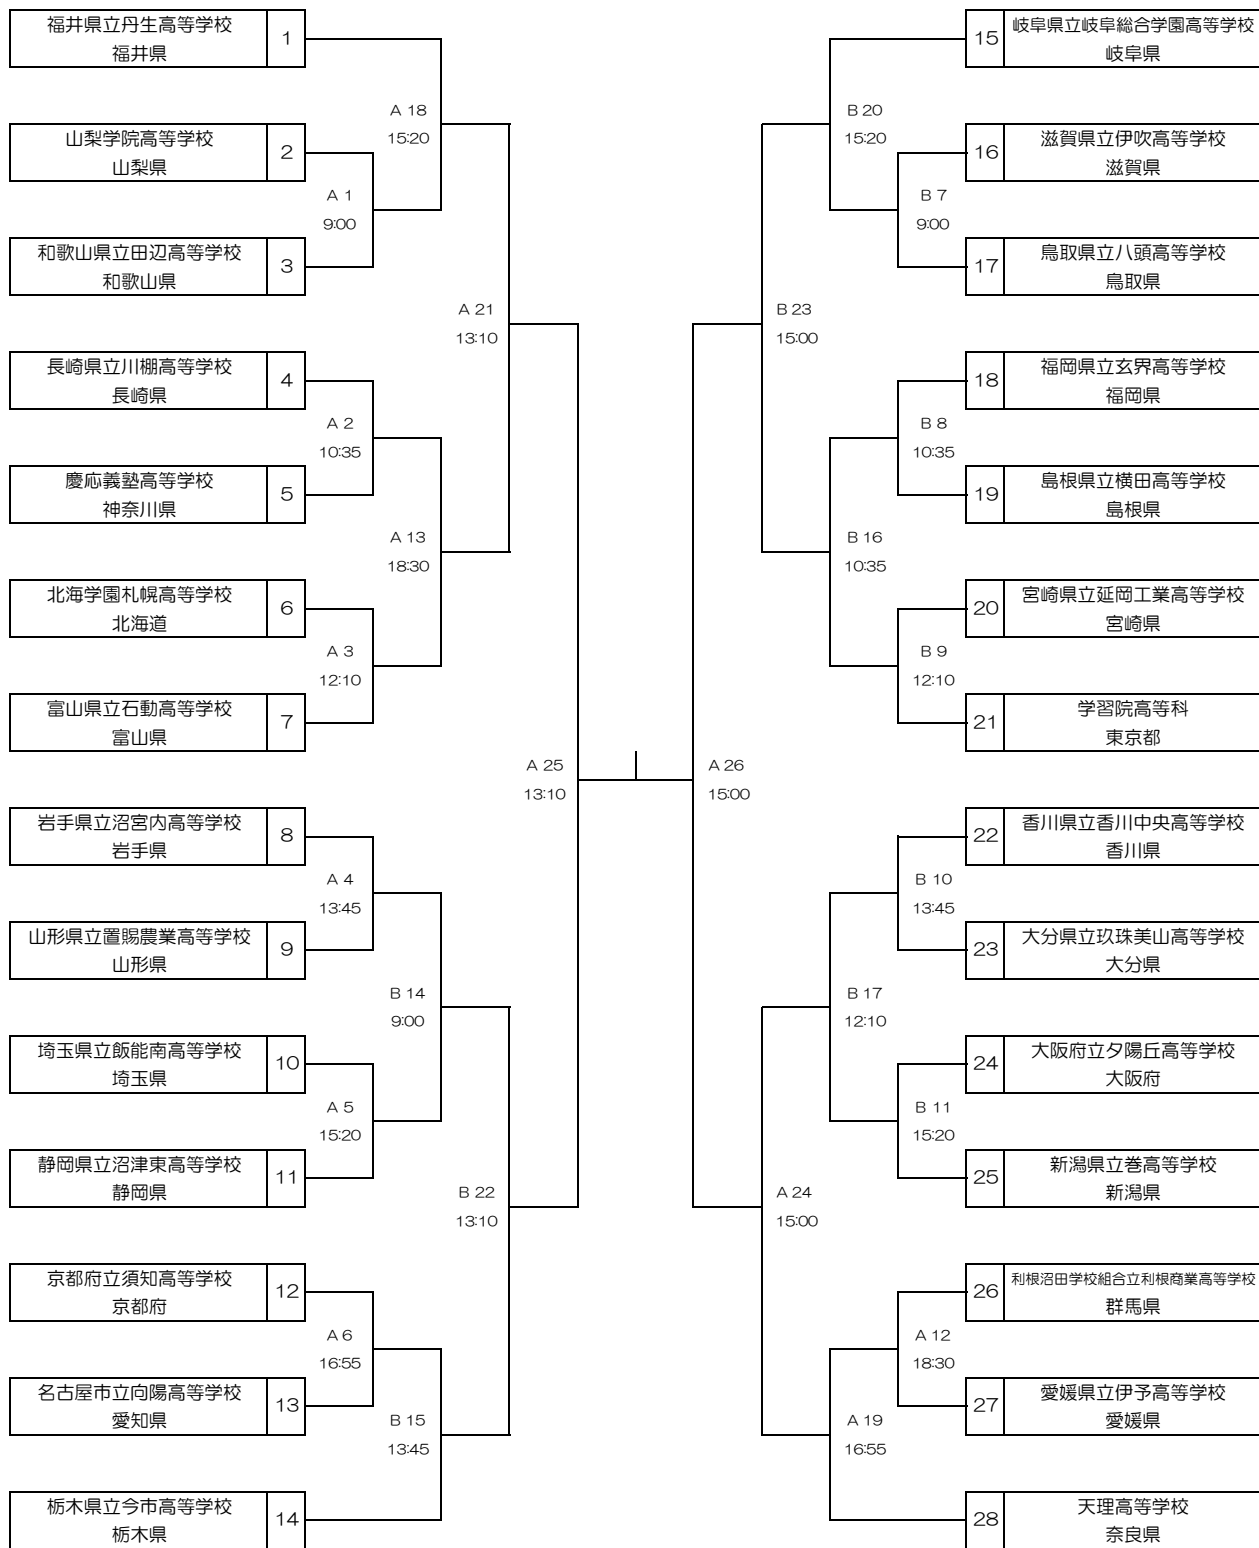 福井県立丹生高等学校
福井県
1
山梨学院高等学校
山梨県
2
和歌山県立田辺高等学校
和歌山県
3
長崎県立川棚高等学校
長崎県
4
慶応義塾高等学校
神奈川県
5
北海学園札幌高等学校
北海道
6
富山県立石動高等学校
富山県
7
岩手県立沼宮内高等学校
岩手県
8
山形県立置賜農業高等学校
山形県
9
埼玉県立飯能南高等学校
埼玉県
10
静岡県立沼津東高等学校
静岡県
11
京都府立須知高等学校
京都府
12
名古屋市立向陽高等学校
愛知県
13
栃木県立今市高等学校
栃木県
14
A 1
9:00
A 2
10:35
A 3
12:10
A 4
13:45
A 5
15:20
A 6
16:55
A 18
15:20
A 13
18:30
B 14
9:00
B 15
13:45
A 21
13:10
B 22
13:10
A 25
13:10
A 26
15:00
B 23
15:00
A 24
15:00
B 20
15:20
B 16
10:35
B 17
12:10
A 19
16:55
B 7
9:00
B 8
10:35
B 9
12:10
B 10
13:45
B 11
15:20
A 12
18:30
15
岐阜県立岐阜総合学園高等学校
岐阜県
16
滋賀県立伊吹高等学校
滋賀県
17
鳥取県立八頭高等学校
鳥取県
18
福岡県立玄界高等学校
福岡県
19
島根県立横田高等学校
島根県
20
宮崎県立延岡工業高等学校
宮崎県
21
学習院高等科
東京都
22
香川県立香川中央高等学校
香川県
23
大分県立玖珠美山高等学校
大分県
24
大阪府立夕陽丘高等学校
大阪府
25
新潟県立巻高等学校
新潟県
26
利根沼田学校組合立利根商業高等学校
群馬県
27
愛媛県立伊予高等学校
愛媛県
28
天理高等学校
奈良県